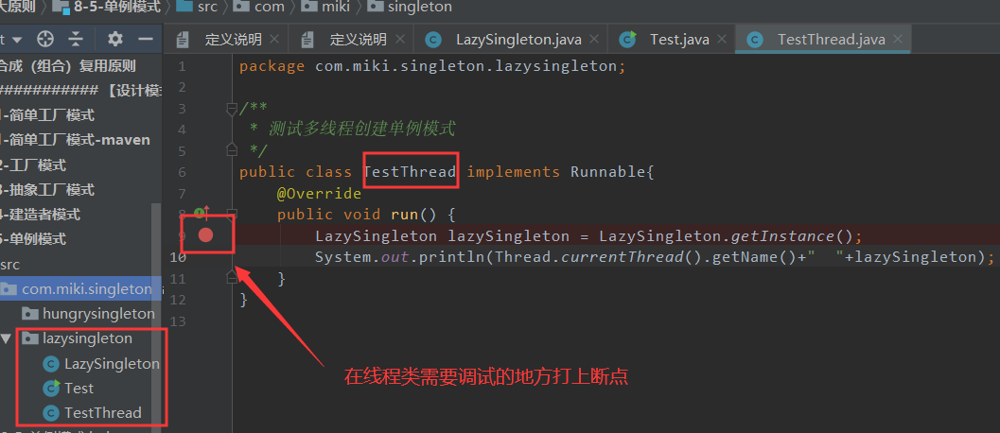 大原则 8-5-单例模式 src com miki singleton
定义说明 定义说明 LazySingleton.java Test.java TestThread.java
合成（组合）复用原则
########### 【设计模
-简单工厂模式
-简单工厂模式-maven
2-工厂模式
-抽象工厂模式
-建造者模式
-单例模式
src
com.miki.singleton
hungrysingleton
lazysingleton
LazySingleton
Test
TestThread
1 package com.miki.singleton.lazysingleton;
2
3 /**
4 * 测试多线程创建单例模式
5 */
6 public class TestThread implements Runnable{
7 @Override
8 public void run() {
9 LazySingleton lazySingleton = LazySingleton.getInstance();
10 System.out.println(Thread.currentThread().getName()+"  "+lazySingleton);
11 }
12 }
13
在线程类需要调试的地方打上断点